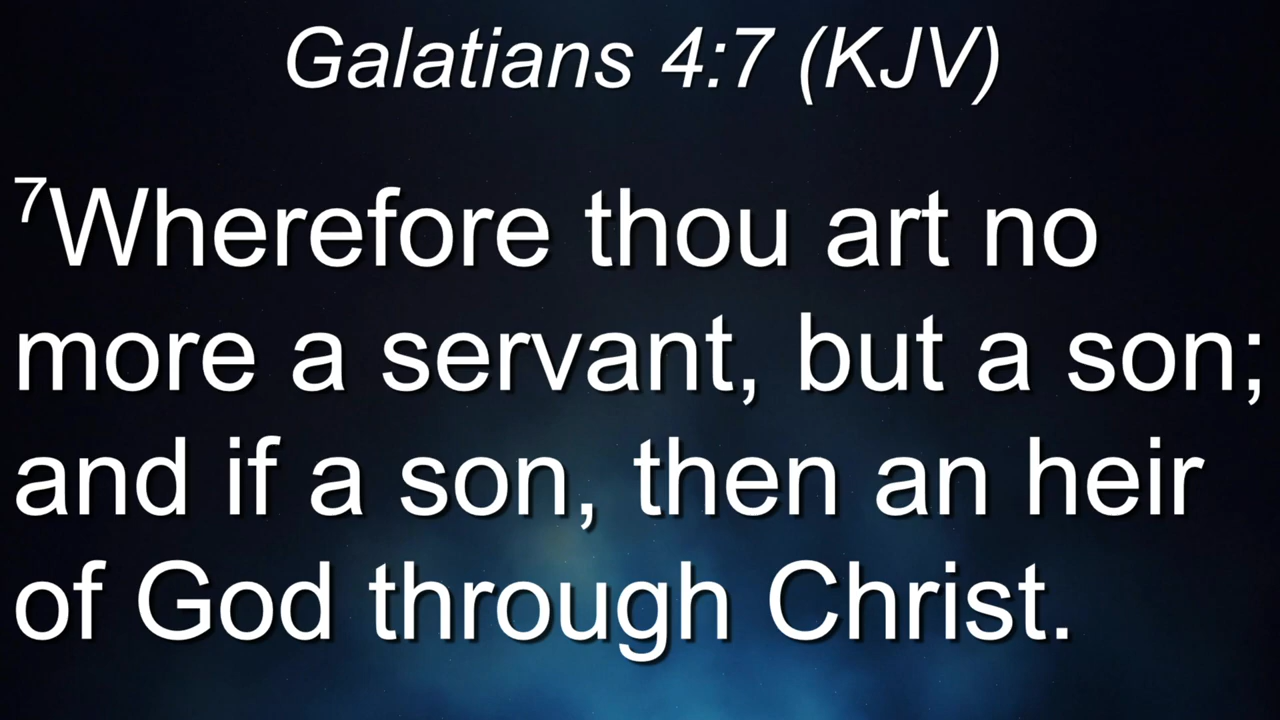 Galatians 4:7 (KJV)
7Wherefore thou art no
more a servant, but a son;
and if a son, then an heir
of God through Christ.